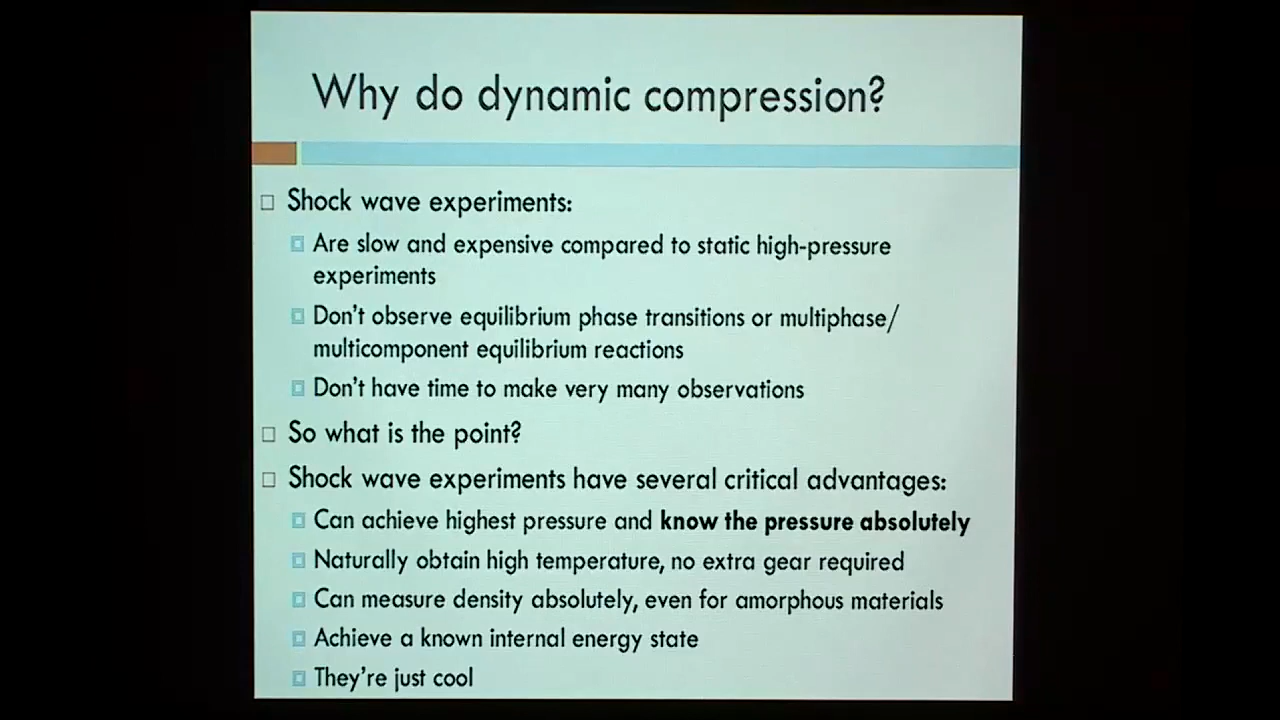 Why do dynamic compression?
Shock wave experiments:
Are slow and expensive compared to static high-pressure
experiments
Don't observe equilibrium phase transitions or multiphase/
multicomponent equilibrium reactions
Don't have time to make very many observations
So what is the point?
Shock wave experiments have several critical advantages:
Can achieve highest pressure and know the pressure absolutely
Naturally obtain high temperature, no extra gear required
Can measure density absolutely, even for amorphous materials
Achieve a known internal energy state
They're just cool